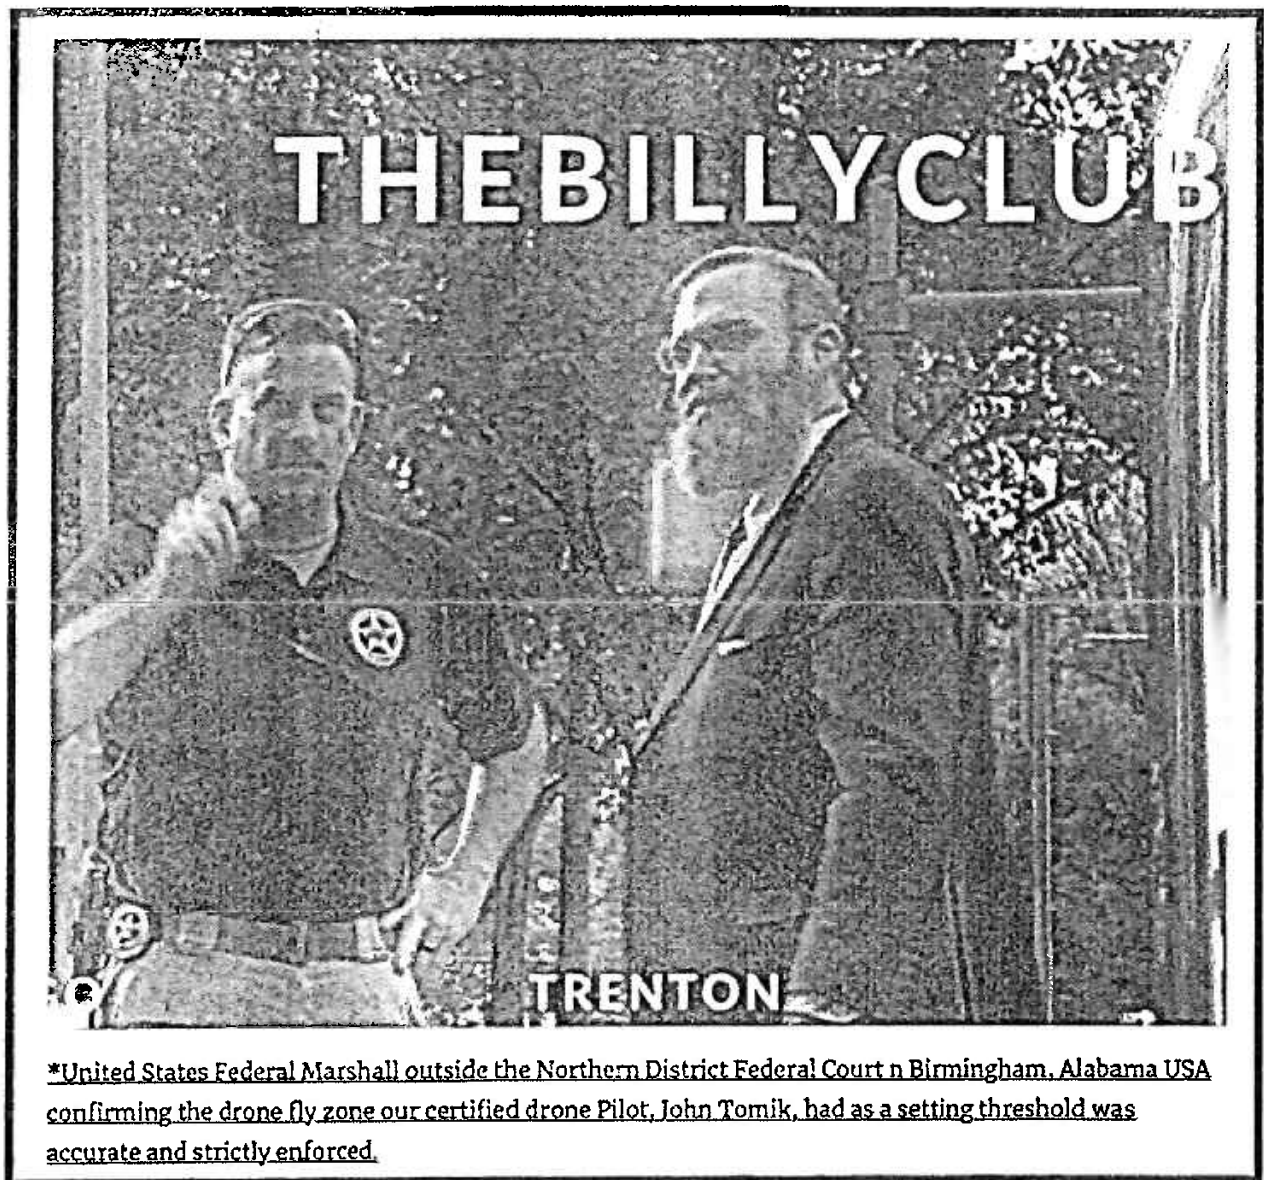 THEBILLYCLUB
TRENTON
*United States Federal Marshall outside the Northern District Federal Court n Birmingham, Alabama USA
confirming the drone fly zone our certified drone Pilot, John Tomik, had as a setting threshold was
accurate and strictly enforced.